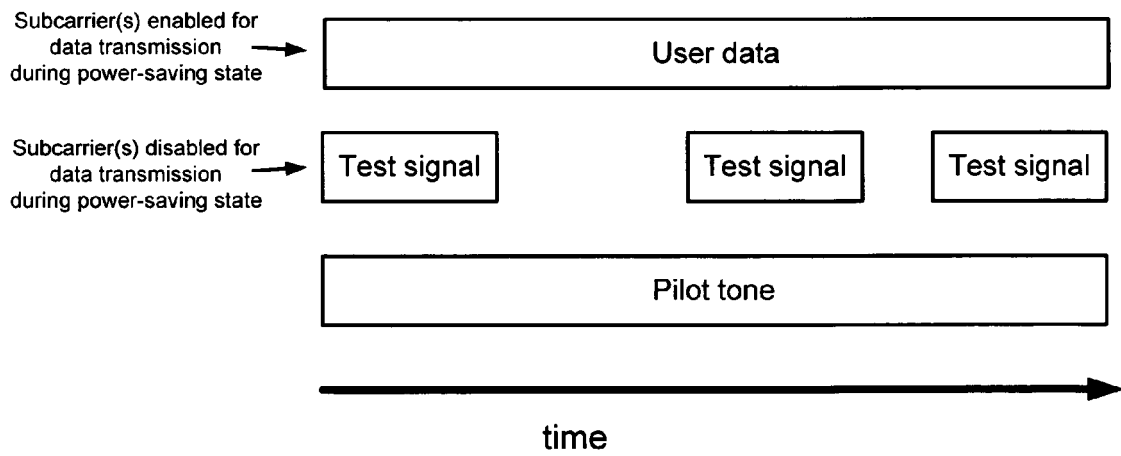 Subcarrier(s) enabled for
data transmission
during power-saving state
User data
Subcarrier(s) disabled for
data transmission
during power-saving state
Test signal
Test signal
Test signal
Pilot tone
time